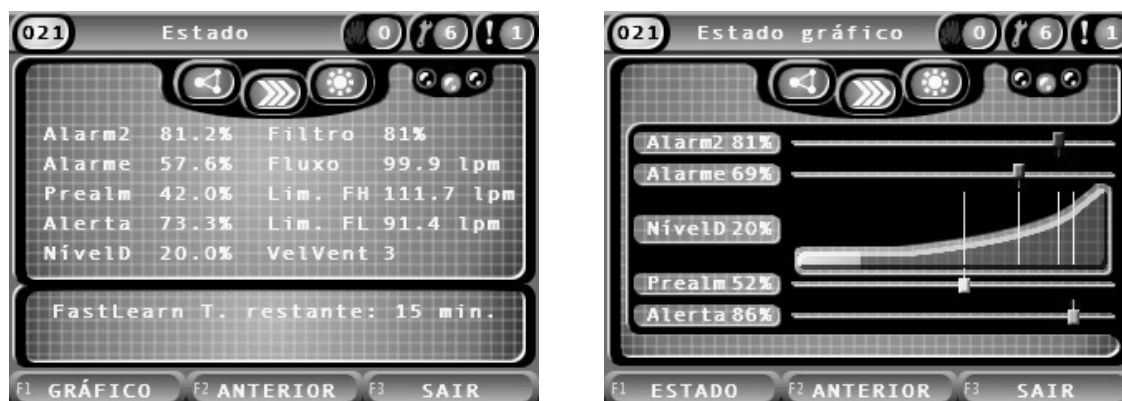 021 Estado 0 6 ! 1
Alarm2 81.2% Filtro 81%
Alarme 57.6% Fluxo 99.9 lpm
Prealm 42.0% Lim. FH 111.7 lpm
Alerta 73.3% Lim. FL 91.4 lpm
NívelD 20.0% VelVent 3
FastLearn T. restante: 15 min.
F1 GRÁFICO F2 ANTERIOR F3 SAIR
021 Estado gráfico 0 6 ! 1
Alarm2 81%
Alarme 69%
NívelD 20%
Prealm 52%
Alerta 86%
F1 ESTADO F2 ANTERIOR F3 SAIR